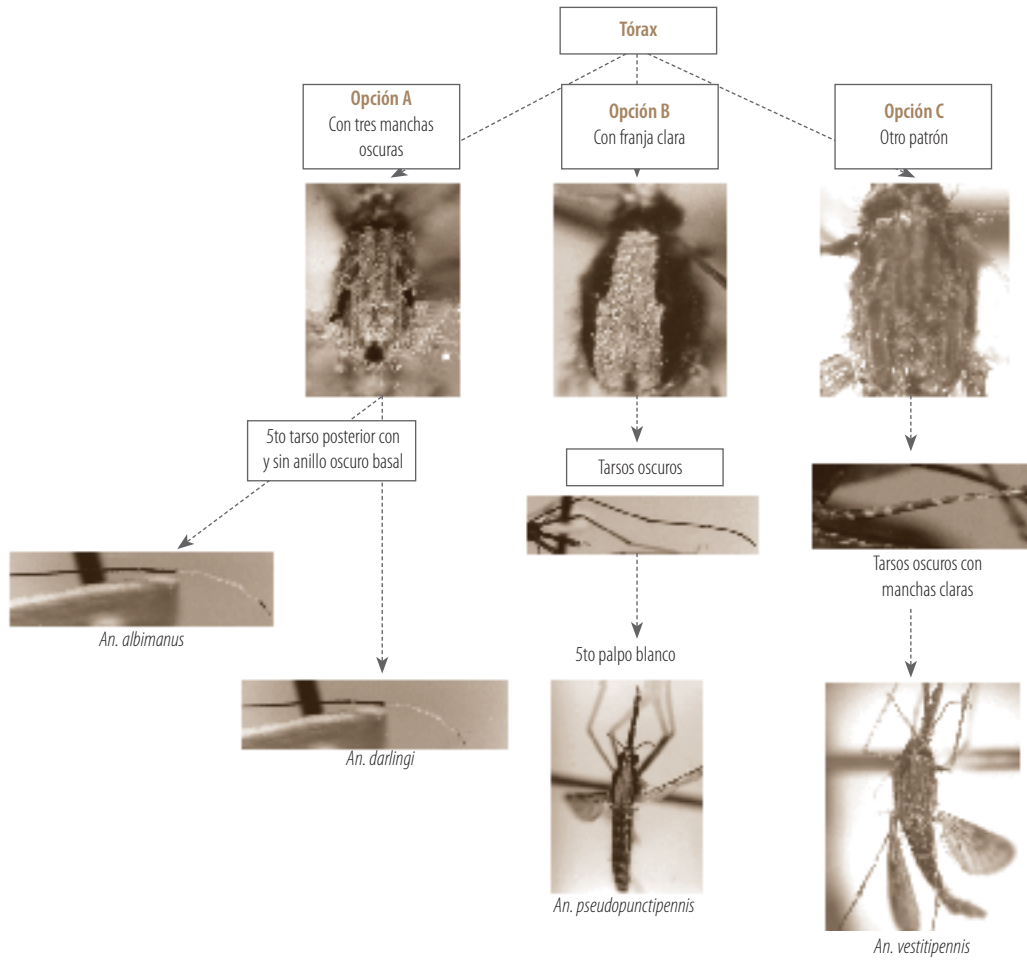 Tórax
Opción A
Con tres manchas
oscuras
Opción B
Con franja clara
Opción C
Otro patrón
5to tarso posterior con
y sin anillo oscuro basal
Tarsos oscuros
Tarsos oscuros con
manchas claras
An. albimanus
5to palpo blanco
An. darlingi
An. pseudopunctipennis
An. vestitipennis